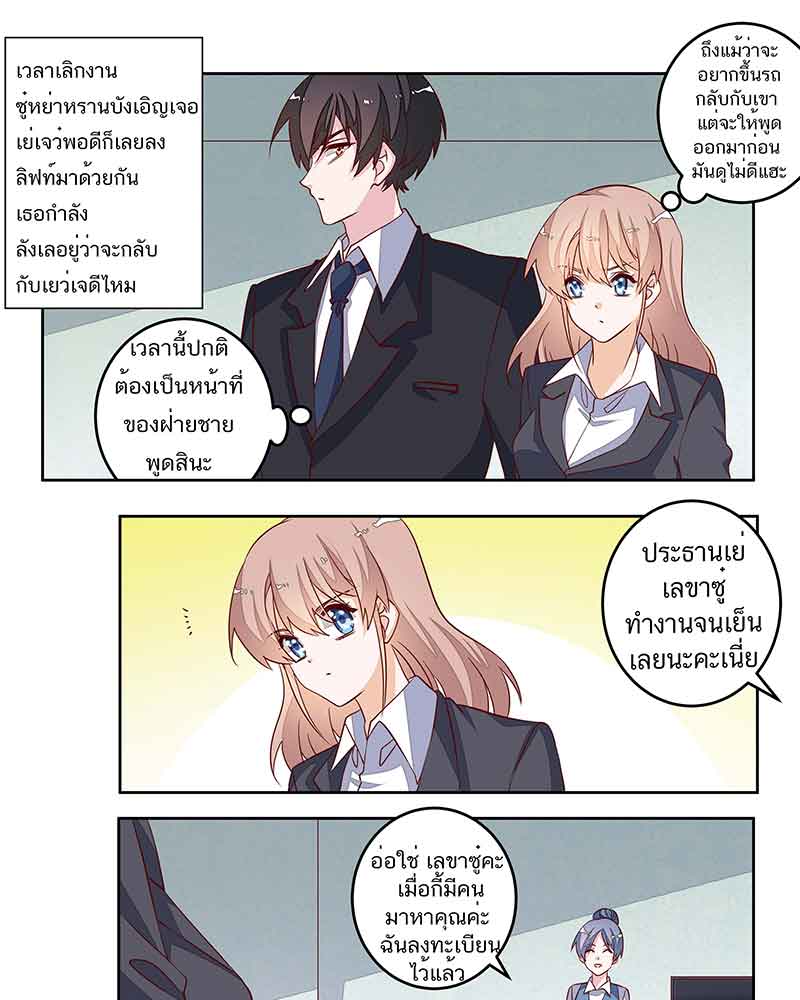 เวลาเลิกงาน
ซู๋หย่าหรานบังเอิญเจอ
เย่เจว๋พอดีก็เลยลง
ลิฟท์มาด้วยกัน
เธอกำลัง
ลังเลอยู่ว่าจะกลับ
กับเยว่เจดีไหม
ถึงแม้ว่าจะ
อยากขึ้นรถ
กลับกับเขา
แต่จะให้พูด
ออกมาก่อน
มันดูไม่ดีแฮะ
เวลานี้ปกติ
ต้องเป็นหน้าที่
ของฝ่ายชาย
พูดสินะ
ประธานเย่
เลขาซู๋
ทำงานจนเย็น
เลยนะคะเนี่ย
อ่อใช่ เลขาซู๋คะ
เมื่อกี้มีคน
มาหาคุณค่ะ
ฉันลงทะเบียน
ไว้แล้ว